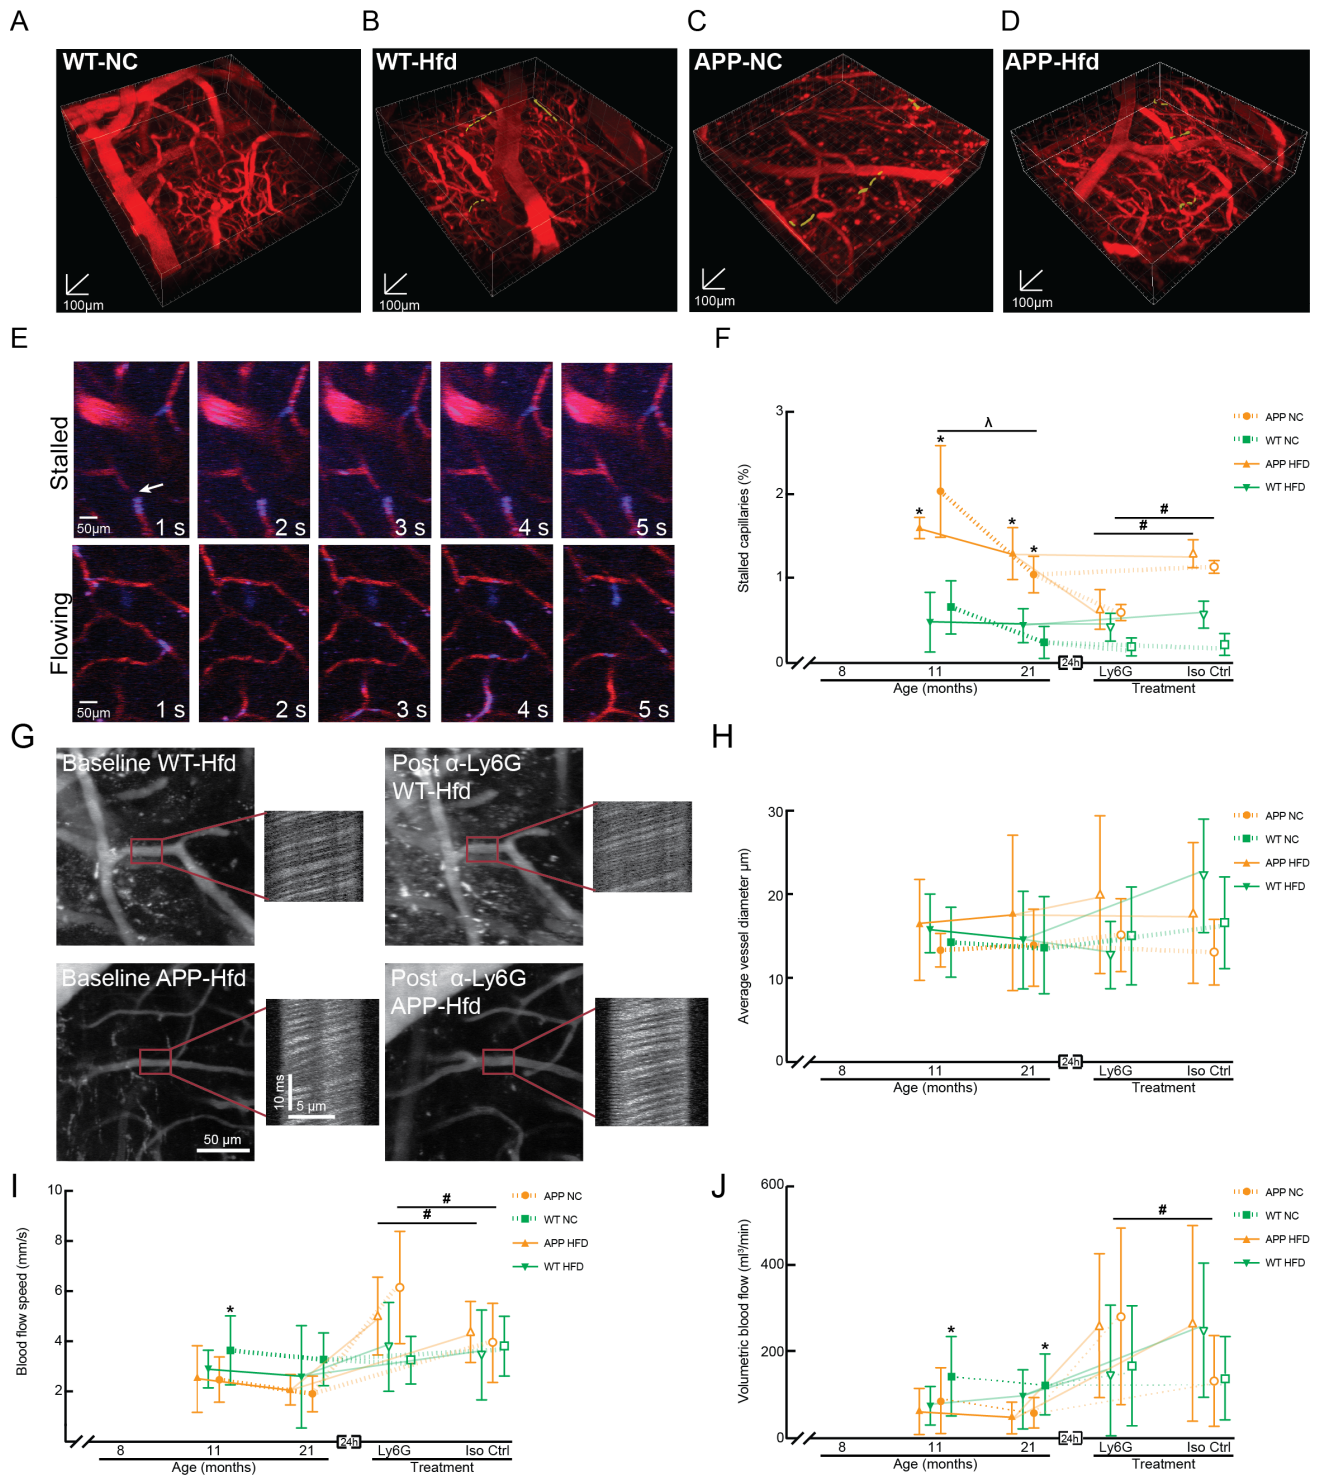 A
B
C
D
WT-NC
WT-Hfd
APP-NC
APP-Hfd
100µm
100µm
100µm
100µm
E
Stalled
50µm
1 s
2 s
3 s
4 s
5 s
Flowing
50µm
1 s
2 s
3 s
4 s
5 s
F
Stalled capillaries (%)
3
2
1
0
λ
*
*
*
*
#
#
APP NC
WT NC
APP HFD
WT HFD
8
11
21
24h
Ly6G
Iso Ctrl
Age (months)
Treatment
G
Baseline WT-Hfd
Post α-Ly6G
WT-Hfd
Baseline APP-Hfd
Post α-Ly6G
APP-Hfd
10 ms
5 µm
50 µm
H
Average vessel diameter µm)
30
20
10
0
APP NC
WT NC
APP HFD
WT HFD
8
11
21
24h
Ly6G
Iso Ctrl
Age (months)
Treatment
I
Blood flow speed (mm/s)
10
8
6
4
2
*
#
#
APP NC
WT NC
APP HFD
WT HFD
8
11
21
24h
Ly6G
Iso Ctrl
Age (months)
Treatment
J
Volumetric blood flow (ml³/min)
600
400
200
0
*
*
#
APP NC
WT NC
APP HFD
WT HFD
8
11
21
24h
Ly6G
Iso Ctrl
Age (months)
Treatment